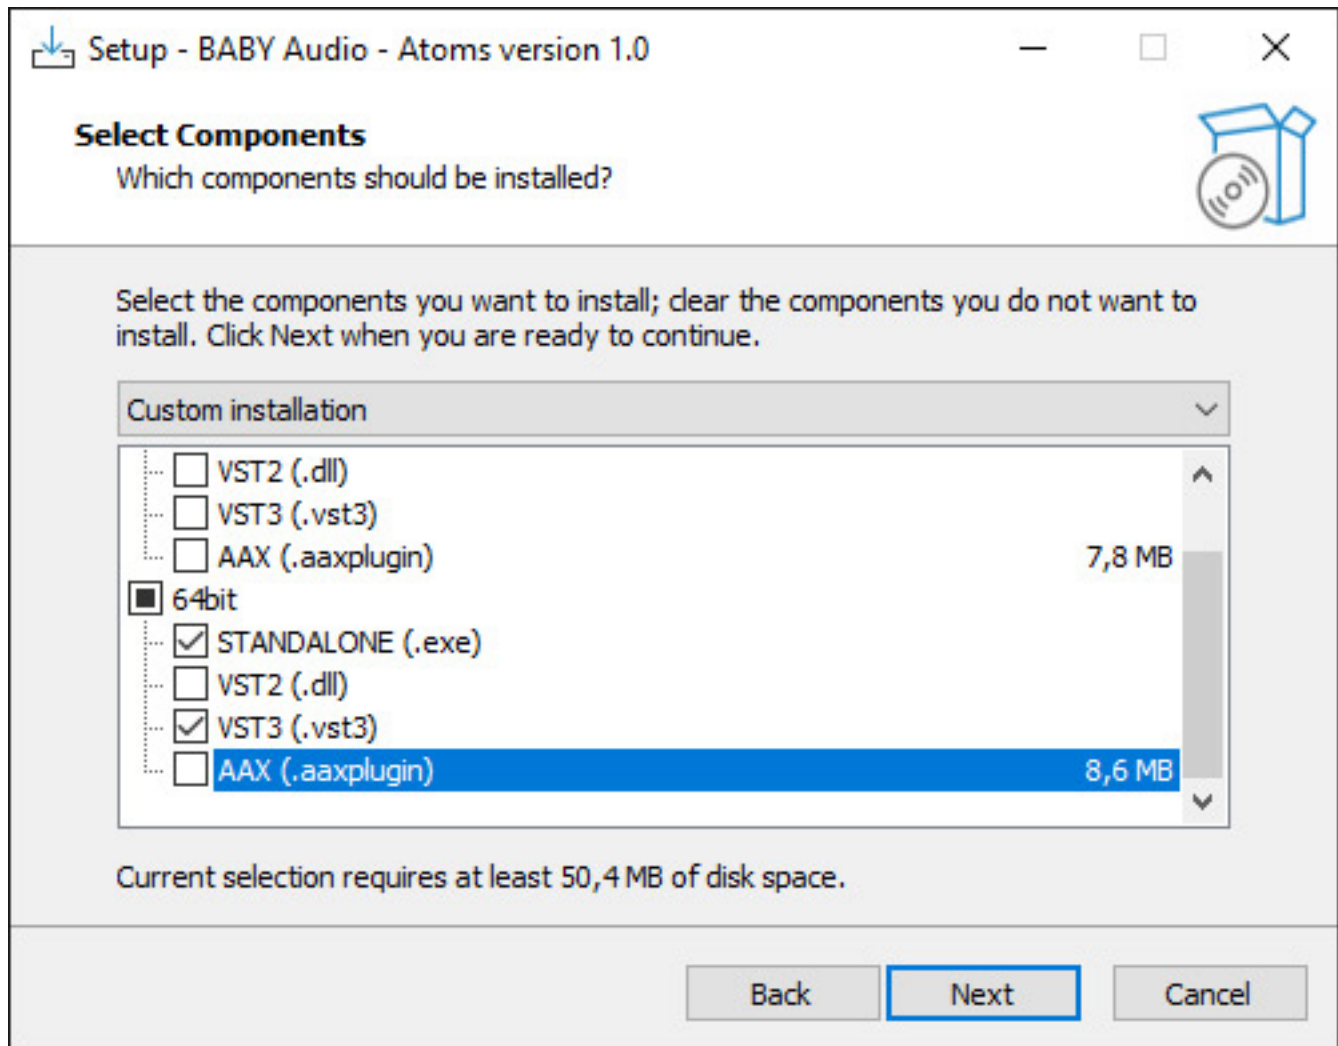 Setup - BABY Audio - Atoms version 1.0
Select Components
Which components should be installed?
Select the components you want to install; clear the components you do not want to
install. Click Next when you are ready to continue.
Custom installation
VST2 (.dll)
VST3 (.vst3)
AAX (.aaxplugin) 7,8 MB
64bit
STANDALONE (.exe)
VST2 (.dll)
VST3 (.vst3)
AAX (.aaxplugin) 8,6 MB
Current selection requires at least 50,4 MB of disk space.
Back Next Cancel